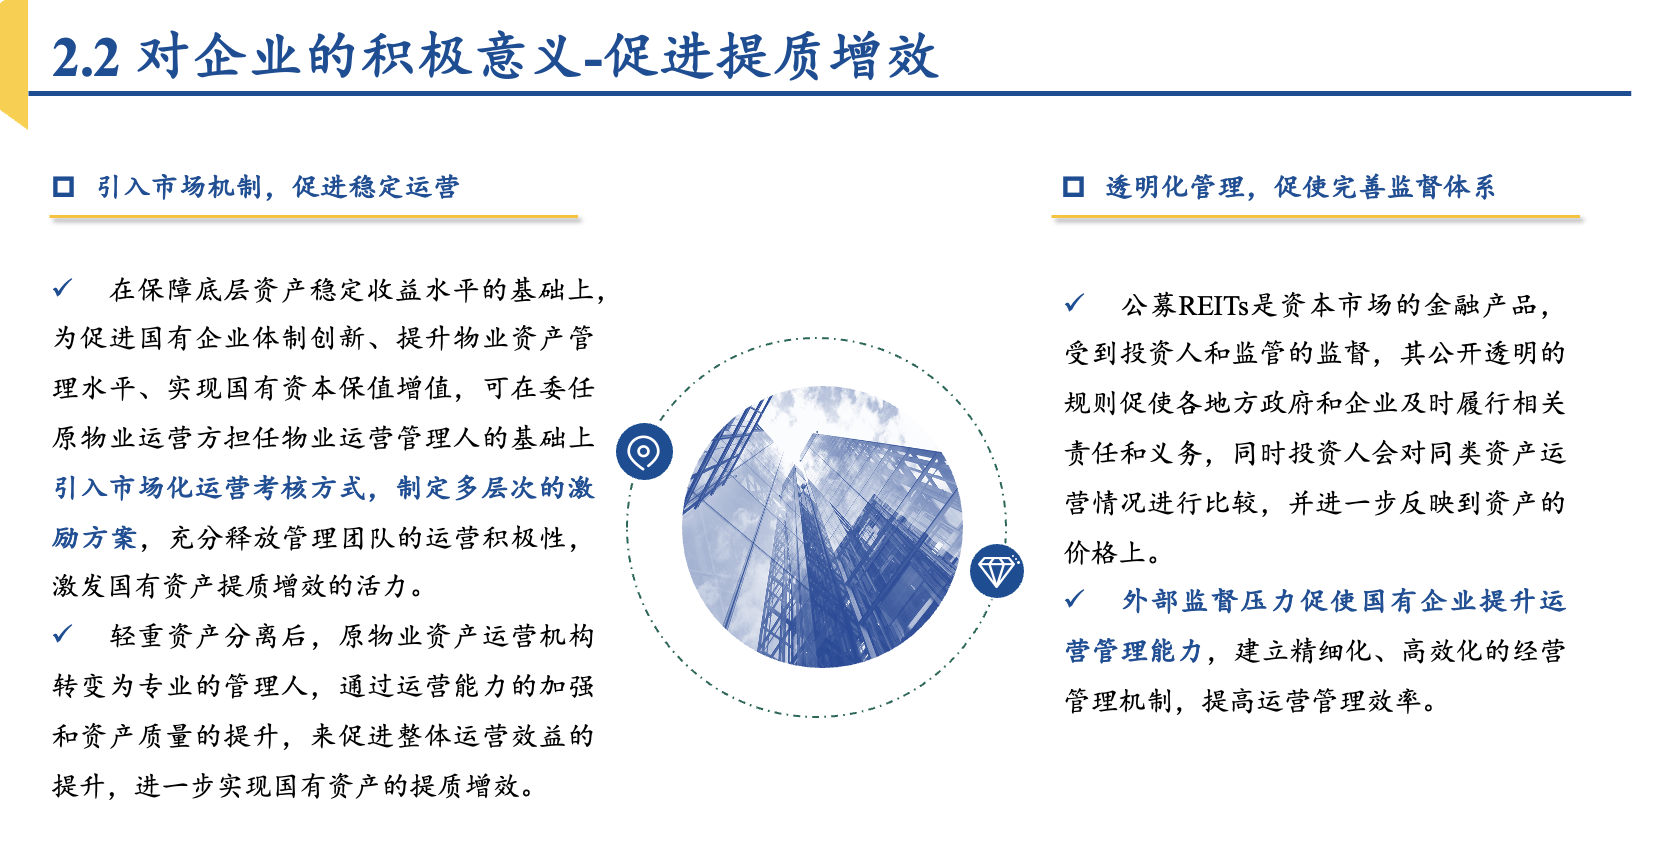 2.2 对企业的积极意义-促进提质增效
引入市场机制，促进稳定运营
在保障底层资产稳定收益水平的基础上，
为促进国有企业体制创新、提升物业资产管
理水平、实现国有资本保值增值，可在委任
原物业运营方担任物业运营管理人的基础上
引入市场化运营考核方式，制定多层次的激
励方案，充分释放管理团队的运营积极性，
激发国有资产提质增效的活力。
轻重资产分离后，原物业资产运营机构
转变为专业的管理人，通过运营能力的加强
和资产质量的提升，来促进整体运营效益的
提升，进一步实现国有资产的提质增效。
透明化管理，促使完善监督体系
公募REITs是资本市场的金融产品，
受到投资人和监管的监督，其公开透明的
规则促使各地方政府和企业及时履行相关
责任和义务，同时投资人会对同类资产运
营情况进行比较，并进一步反映到资产的
价格上。
外部监督压力促使国有企业提升运
营管理能力，建立精细化、高效化的经营
管理机制，提高运营管理效率。